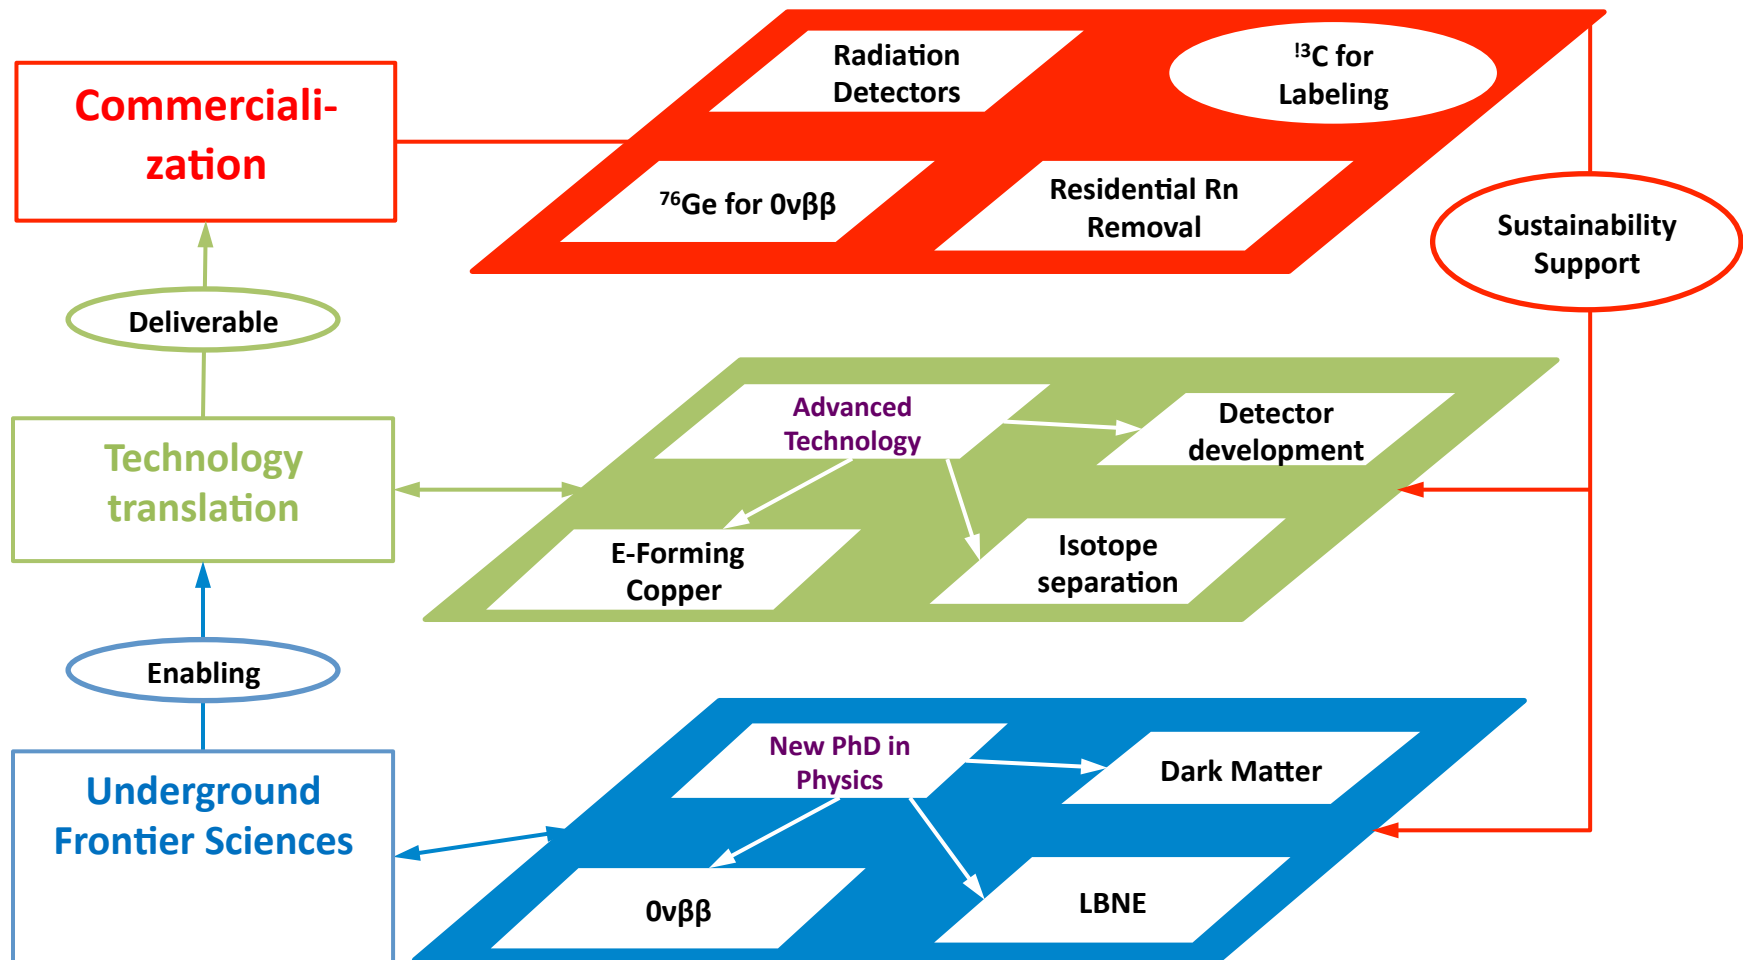 Commerciali-
zation
Radiation
Detectors
!³C for
Labeling
⁷⁶Ge for 0νββ
Residential Rn
Removal
Sustainability
Support
Deliverable
Technology
translation
Advanced
Technology
Detector
development
E-Forming
Copper
Isotope
separation
Enabling
Underground
Frontier Sciences
New PhD in
Physics
Dark Matter
0νββ
LBNE